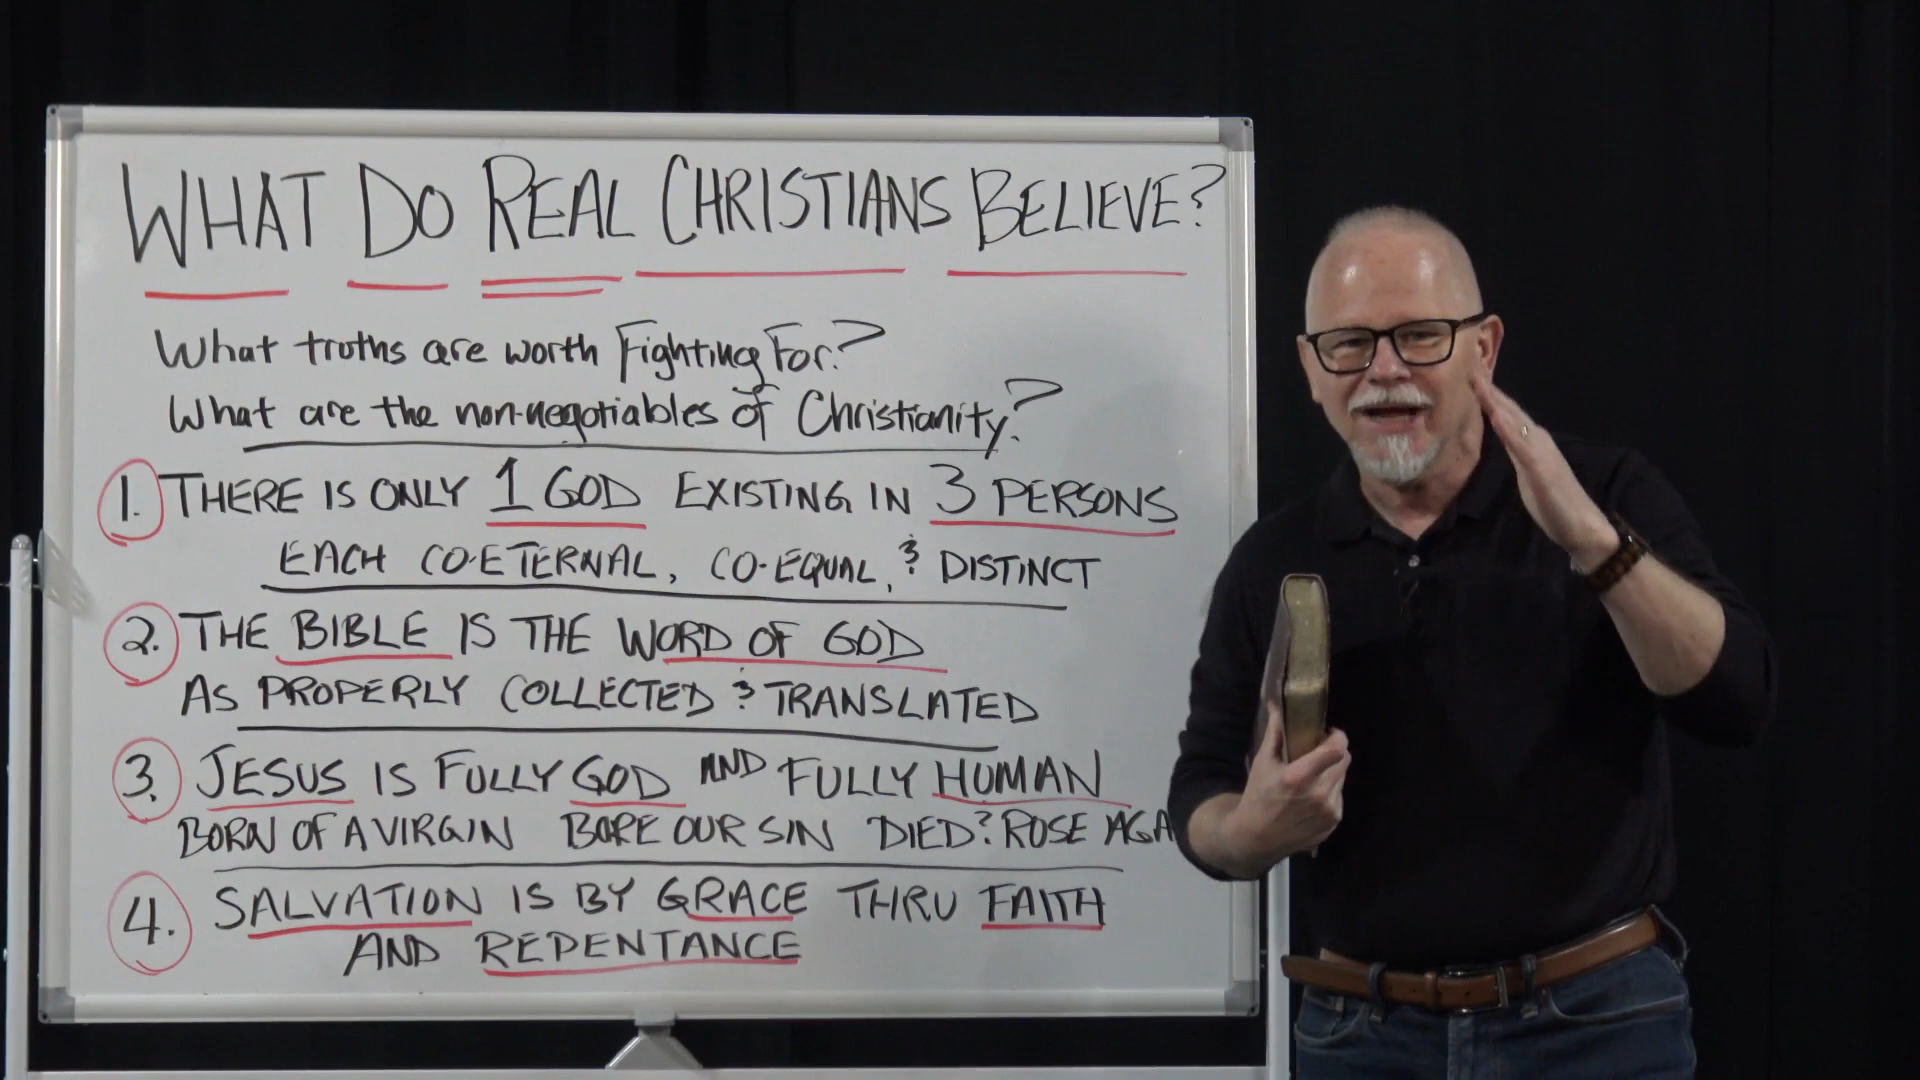 WHAT DO REAL CHRISTIANS BELIEVE?
What truths are worth Fighting For?
What are the non-negotiables of Christianity?
1. THERE IS ONLY 1 GOD EXISTING IN 3 PERSONS
EACH CO-ETERNAL, CO-EQUAL, & DISTINCT
2. THE BIBLE IS THE WORD OF GOD
AS PROPERLY COLLECTED & TRANSLATED
3. JESUS IS FULLY GOD AND FULLY HUMAN
BORN OF A VIRGIN BORE OUR SIN DIED & ROSE AGA
4. SALVATION IS BY GRACE THRU FAITH
AND REPENTANCE